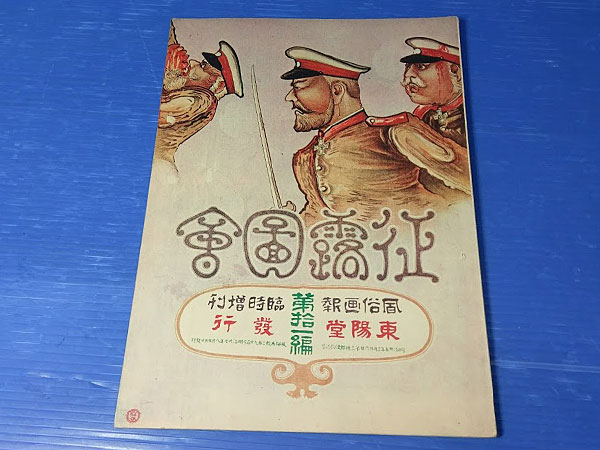 征露圖會
風俗画報
臨時増刊
第拾一編
東陽堂
發行